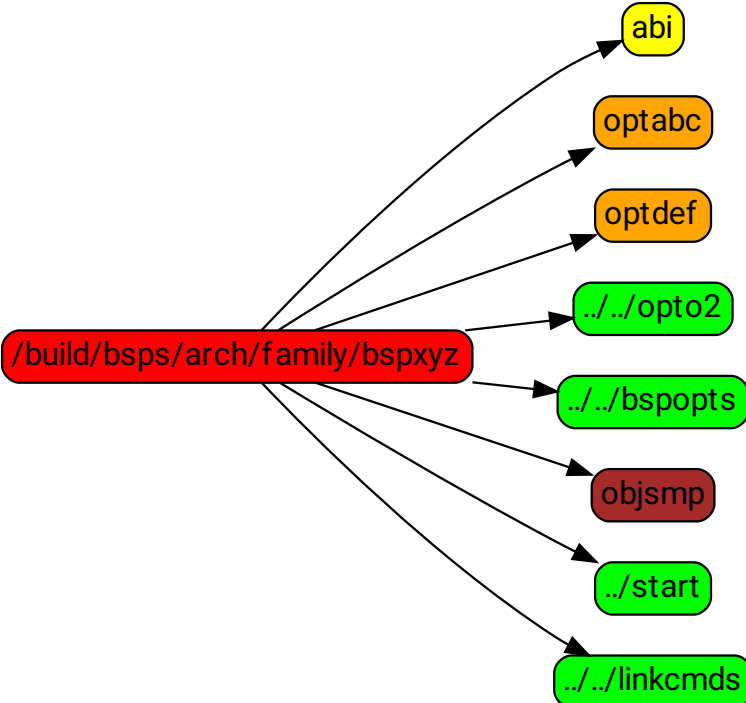 abi
optabc
optdef
../../opto2
/build/bsps/arch/family/bspxyz
../../bspopts
objsmp
../start
../../linkcmds